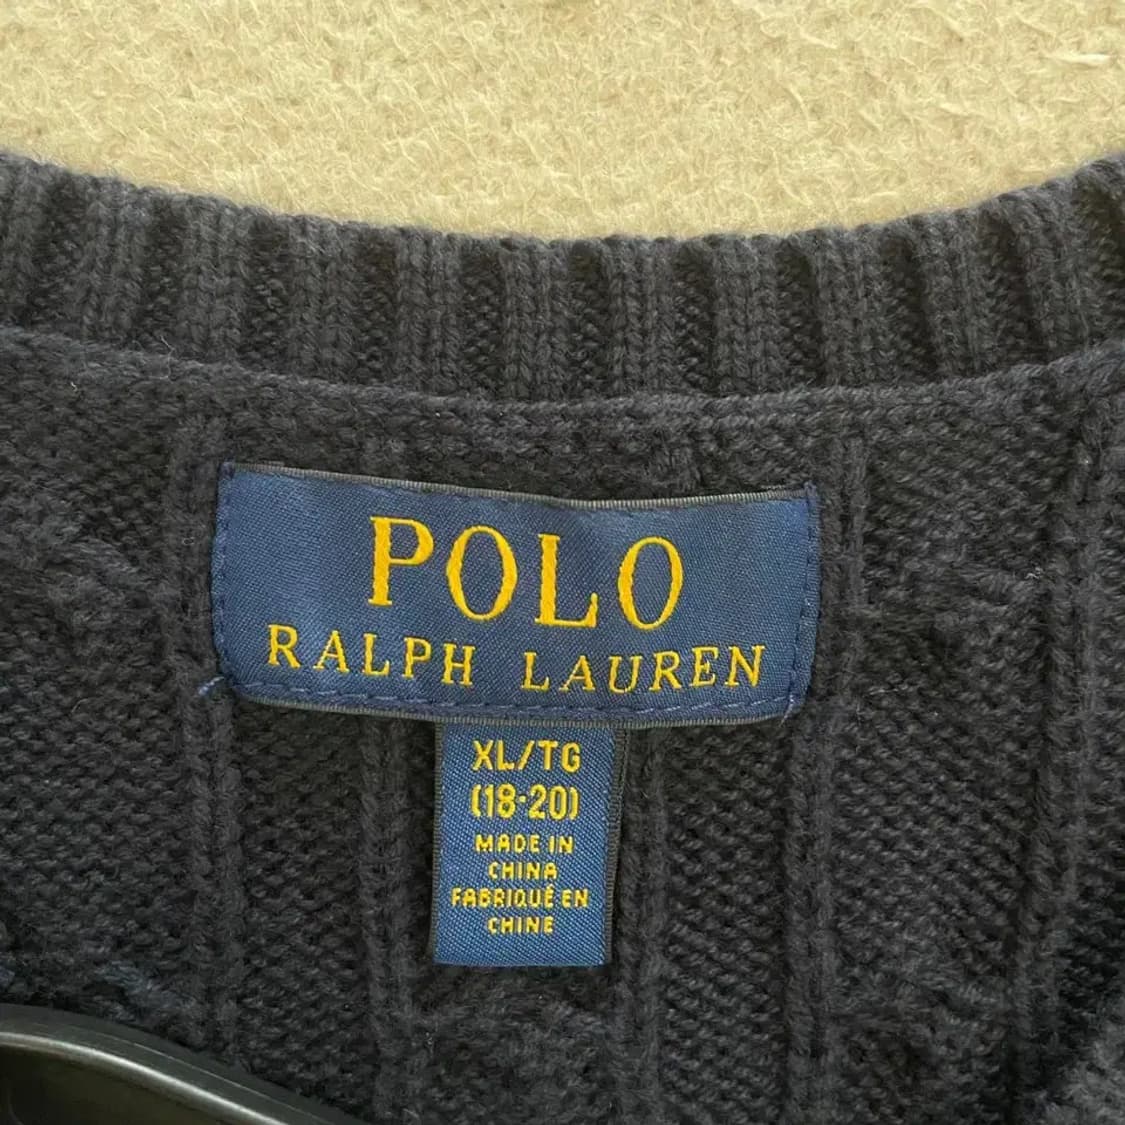 POLO
RALPH LAUREN
XL/TG
(18-20)
MADE IN
CHINA
FABRIQUÉ EN
CHINE